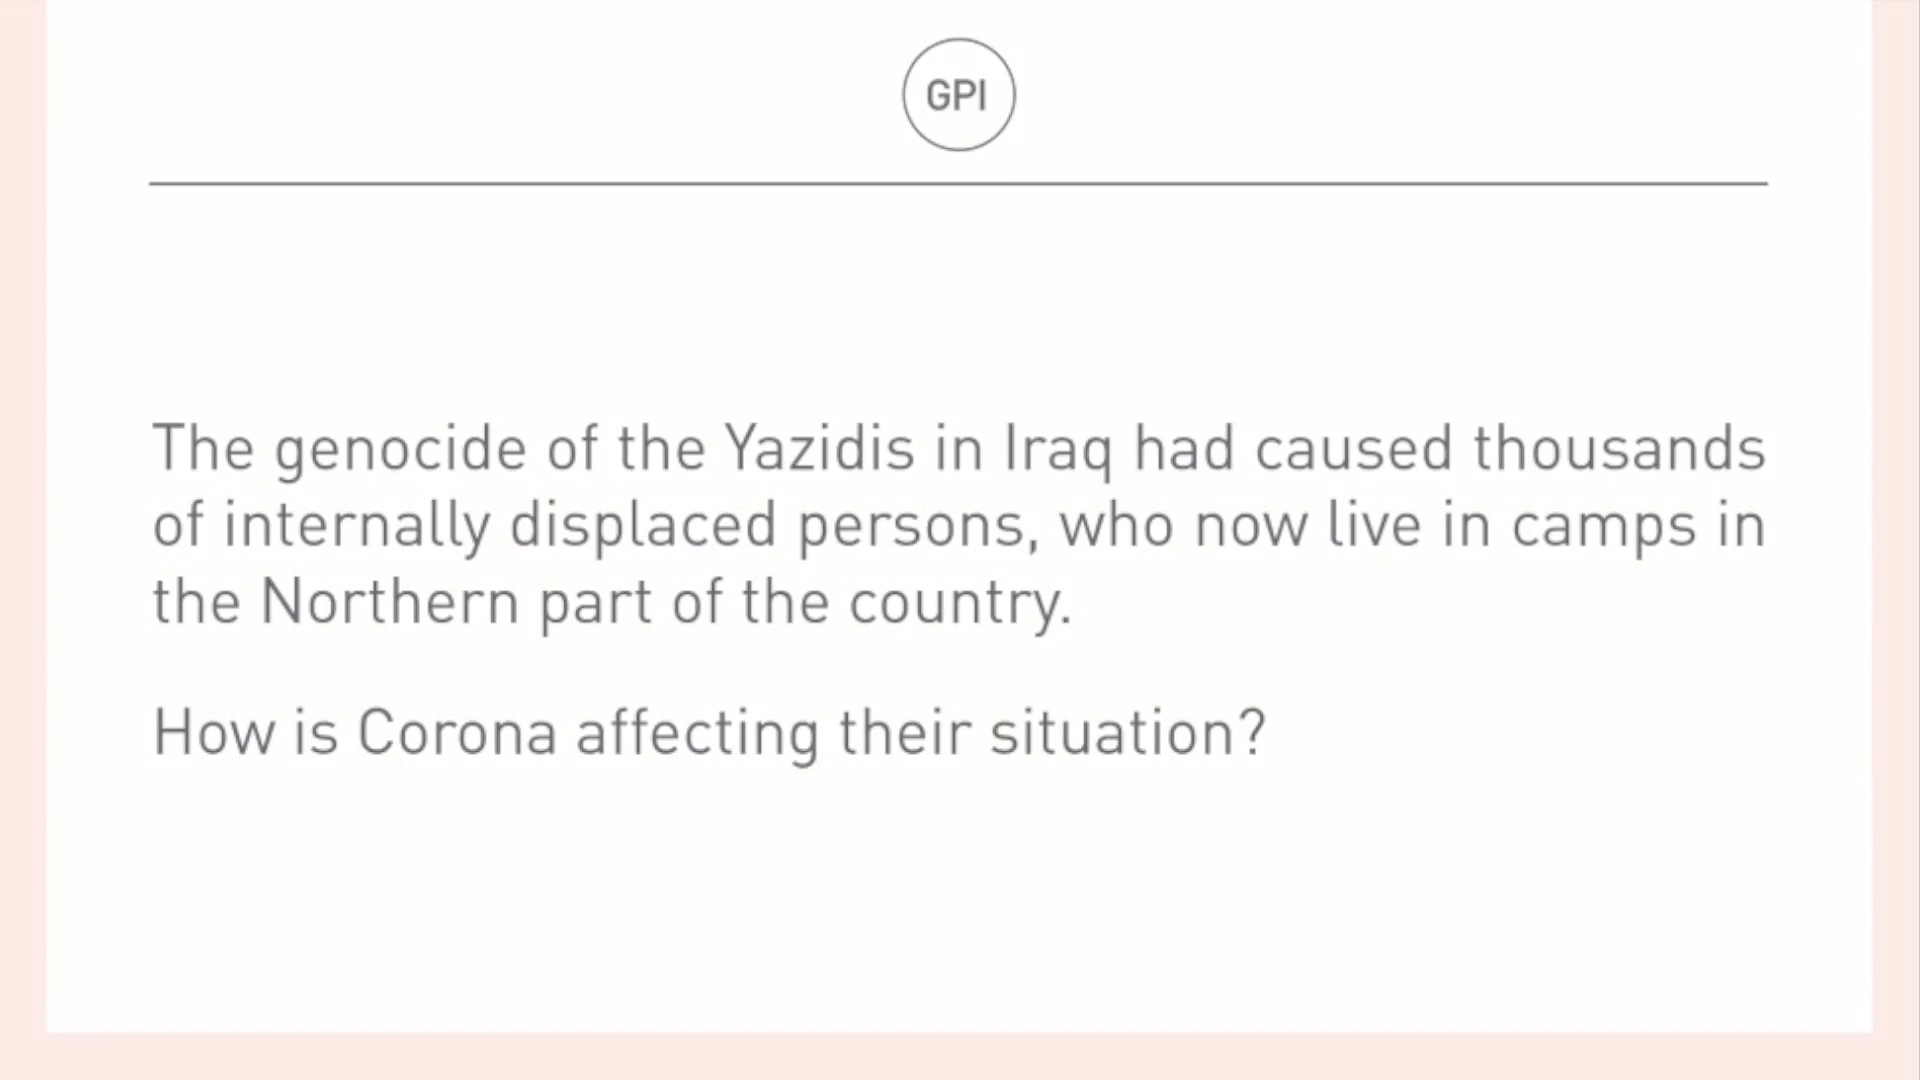 GPI
The genocide of the Yazidis in Iraq had caused thousands
of internally displaced persons, who now live in camps in
the Northern part of the country.
How is Corona affecting their situation?